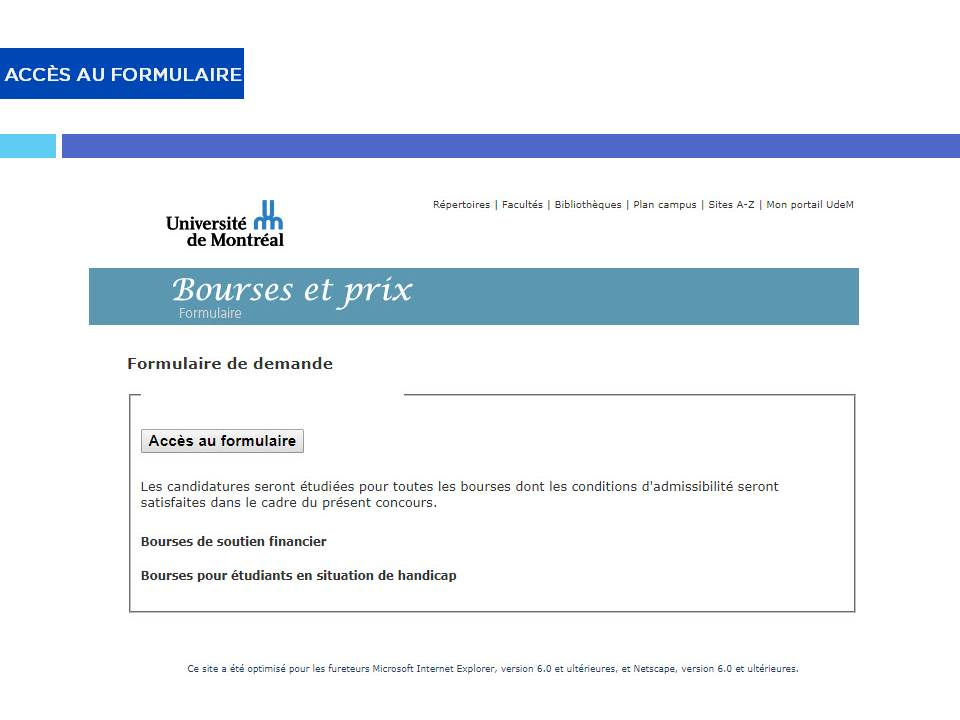 ACCÈS AU FORMULAIRE
Université
de Montréal
Répertoires | Facultés | Bibliothèques | Plan campus | Sites A-Z | Mon portail UdeM
Bourses et prix
Formulaire
Formulaire de demande
Accès au formulaire
Les candidatures seront étudiées pour toutes les bourses dont les conditions d'admissibilité seront
satisfaites dans le cadre du présent concours.
Bourses de soutien financier
Bourses pour étudiants en situation de handicap
Ce site a été optimisé pour les fureteurs Microsoft Internet Explorer, version 6.0 et ultérieures, et Netscape, version 6.0 et ultérieures.